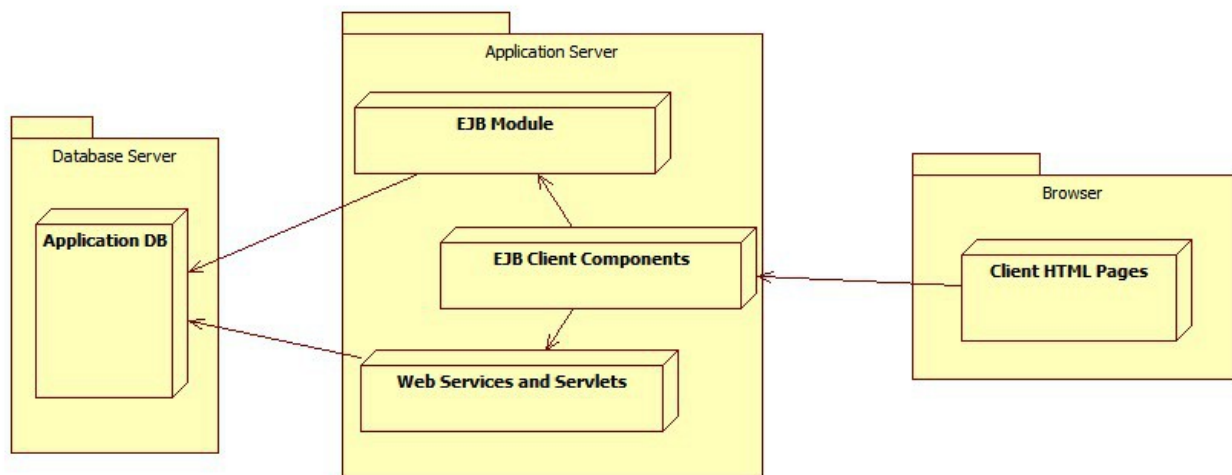 Database Server
Application DB
Application Server
EJB Module
EJB Client Components
Web Services and Servlets
Browser
Client HTML Pages